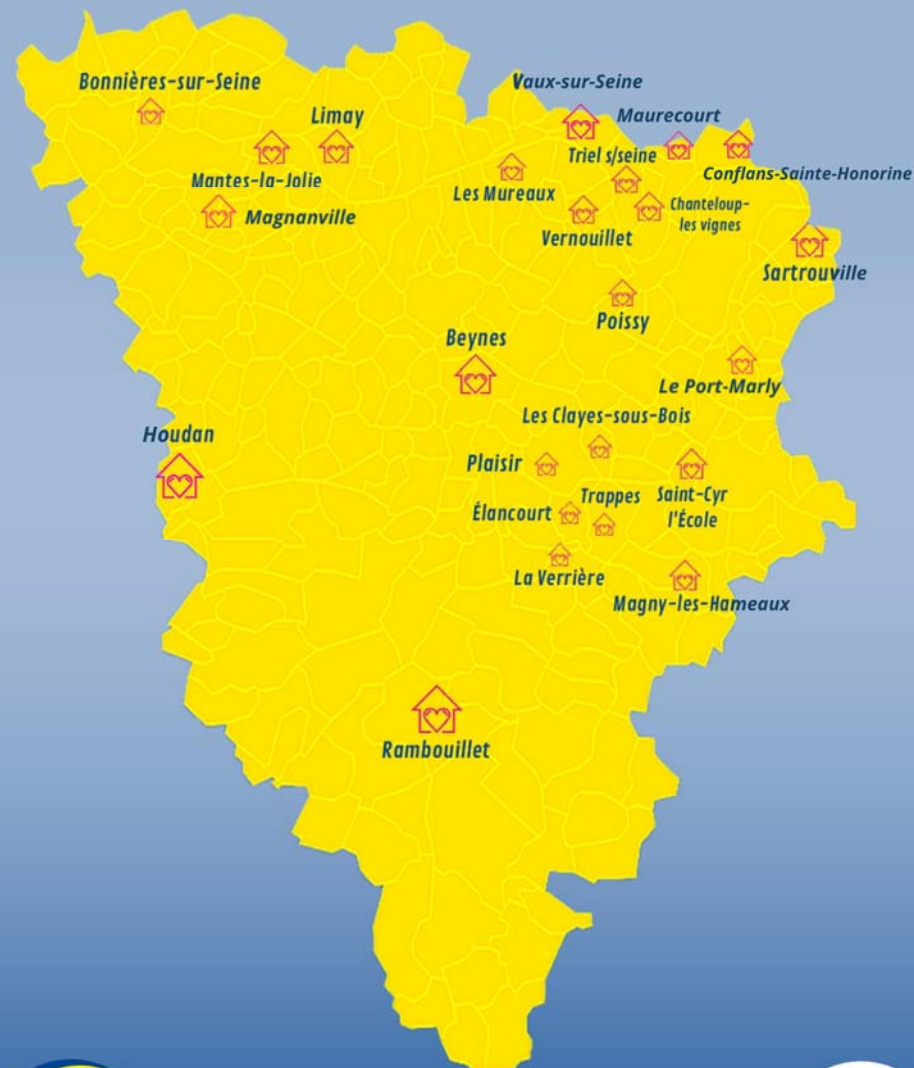 Vaux-sur-Seine
Bonnières-sur-Seine
Limay
Maurecourt
Triel s/seine
Conflans-Sainte-Honorine
Mantes-la-Jolie
Les Mureaux
Chanteloup-
les vignes
Magnanville
Vernouillet
Sartrouville
Poissy
Beynes
Le Port-Marly
Les Clayes-sous-Bois
Houdan
Plaisir
Trappes
Saint-Cyr
l'École
Élancourt
La Verrière
Magny-les-Hameaux
Rambouillet